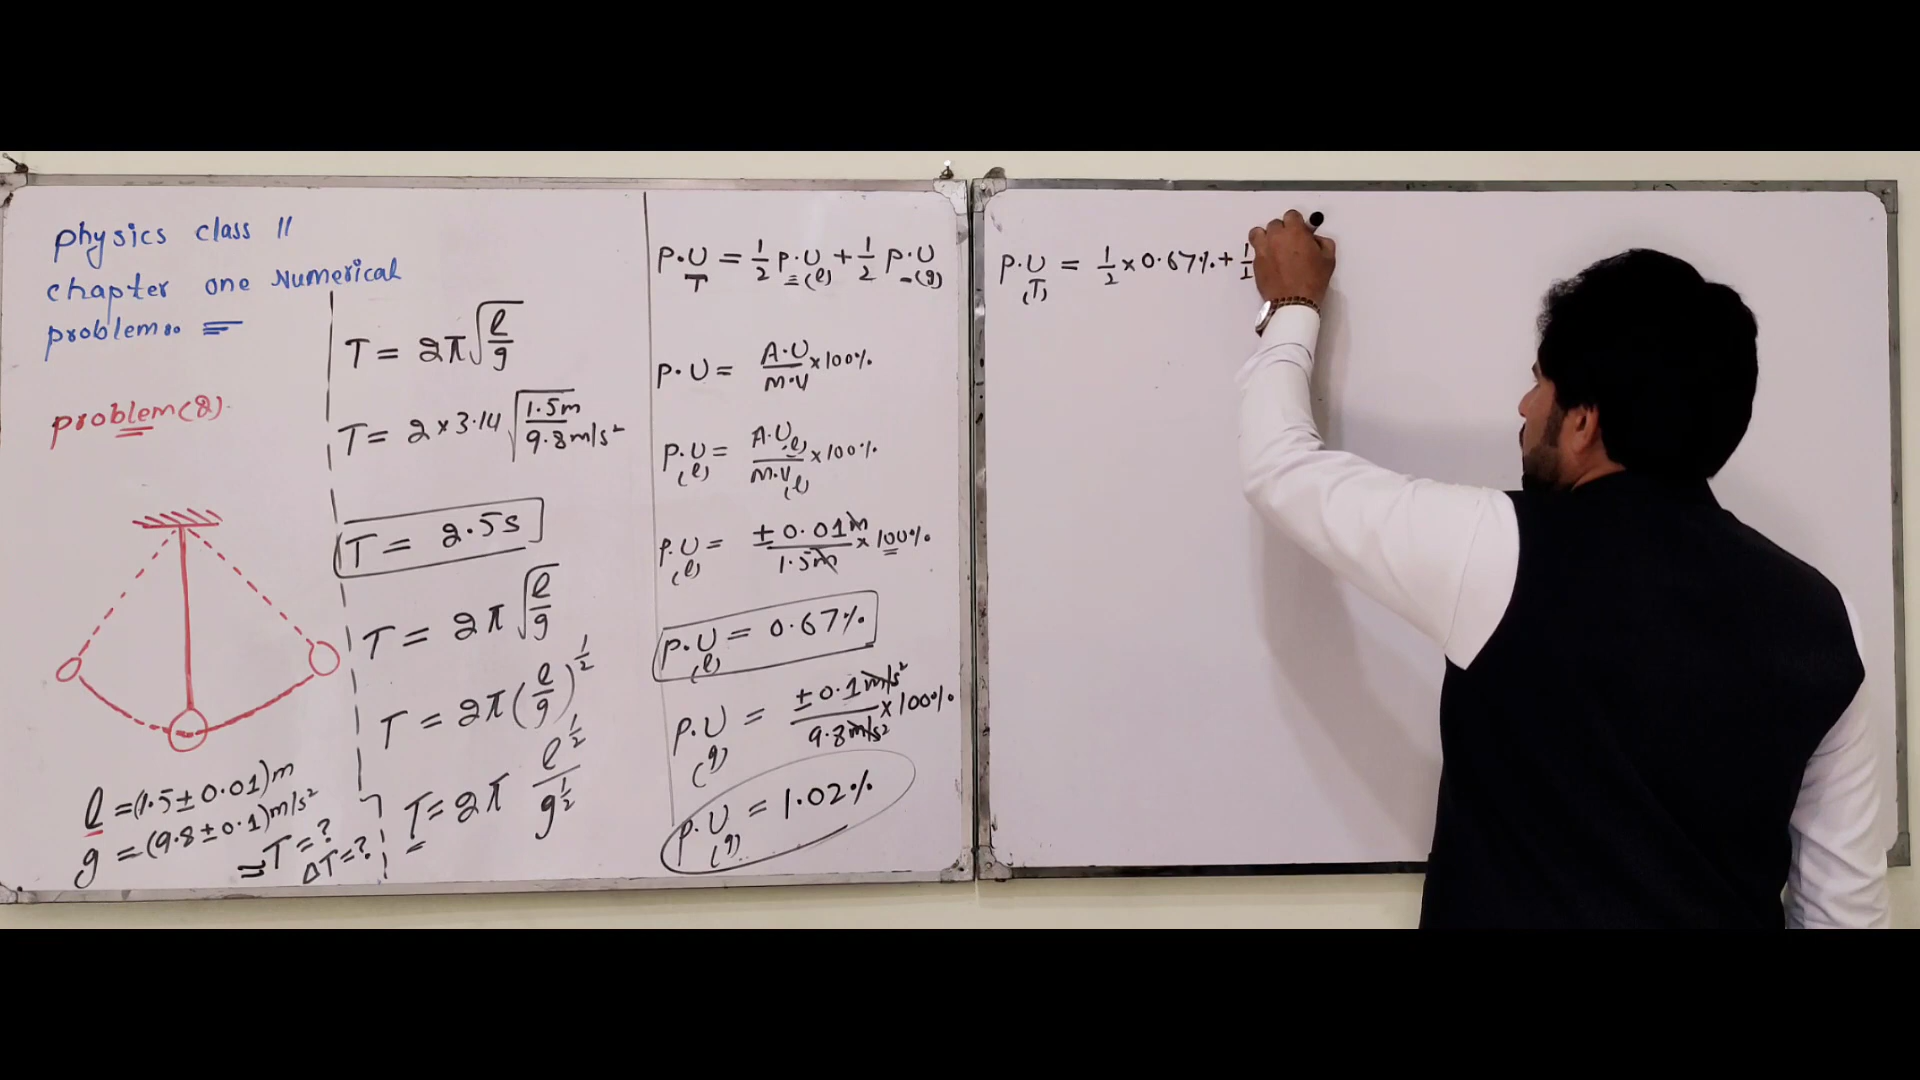 physics class 11
chapter one Numerical
problem
problem(8).
l = (1.5 ± 0.01)m
g = (9.8 ± 0.1)m/s²
⇒ T = ?
ΔT = ?
T = 2π√(l/g)
T = 2 × 3.14 √(1.5m / 9.8m/s²)
T = 2.5s
T = 2π √(l/g)
T = 2π (l/g)^1/2
T = 2π l^1/2 / g^1/2
P.U T = 1/2 P.U (l) + 1/2 P.U (g)
P.U = A.U / M.V × 100%
P.U (l) = A.U (l) / M.V (l) × 100%
P.U (l) = ± 0.01m / 1.5m × 100%
P.U (l) = 0.67%
P.U (g) = ± 0.1m/s² / 9.8m/s² × 100%
P.U (g) = 1.02%
P.U (T) = 1/2 × 0.67% +